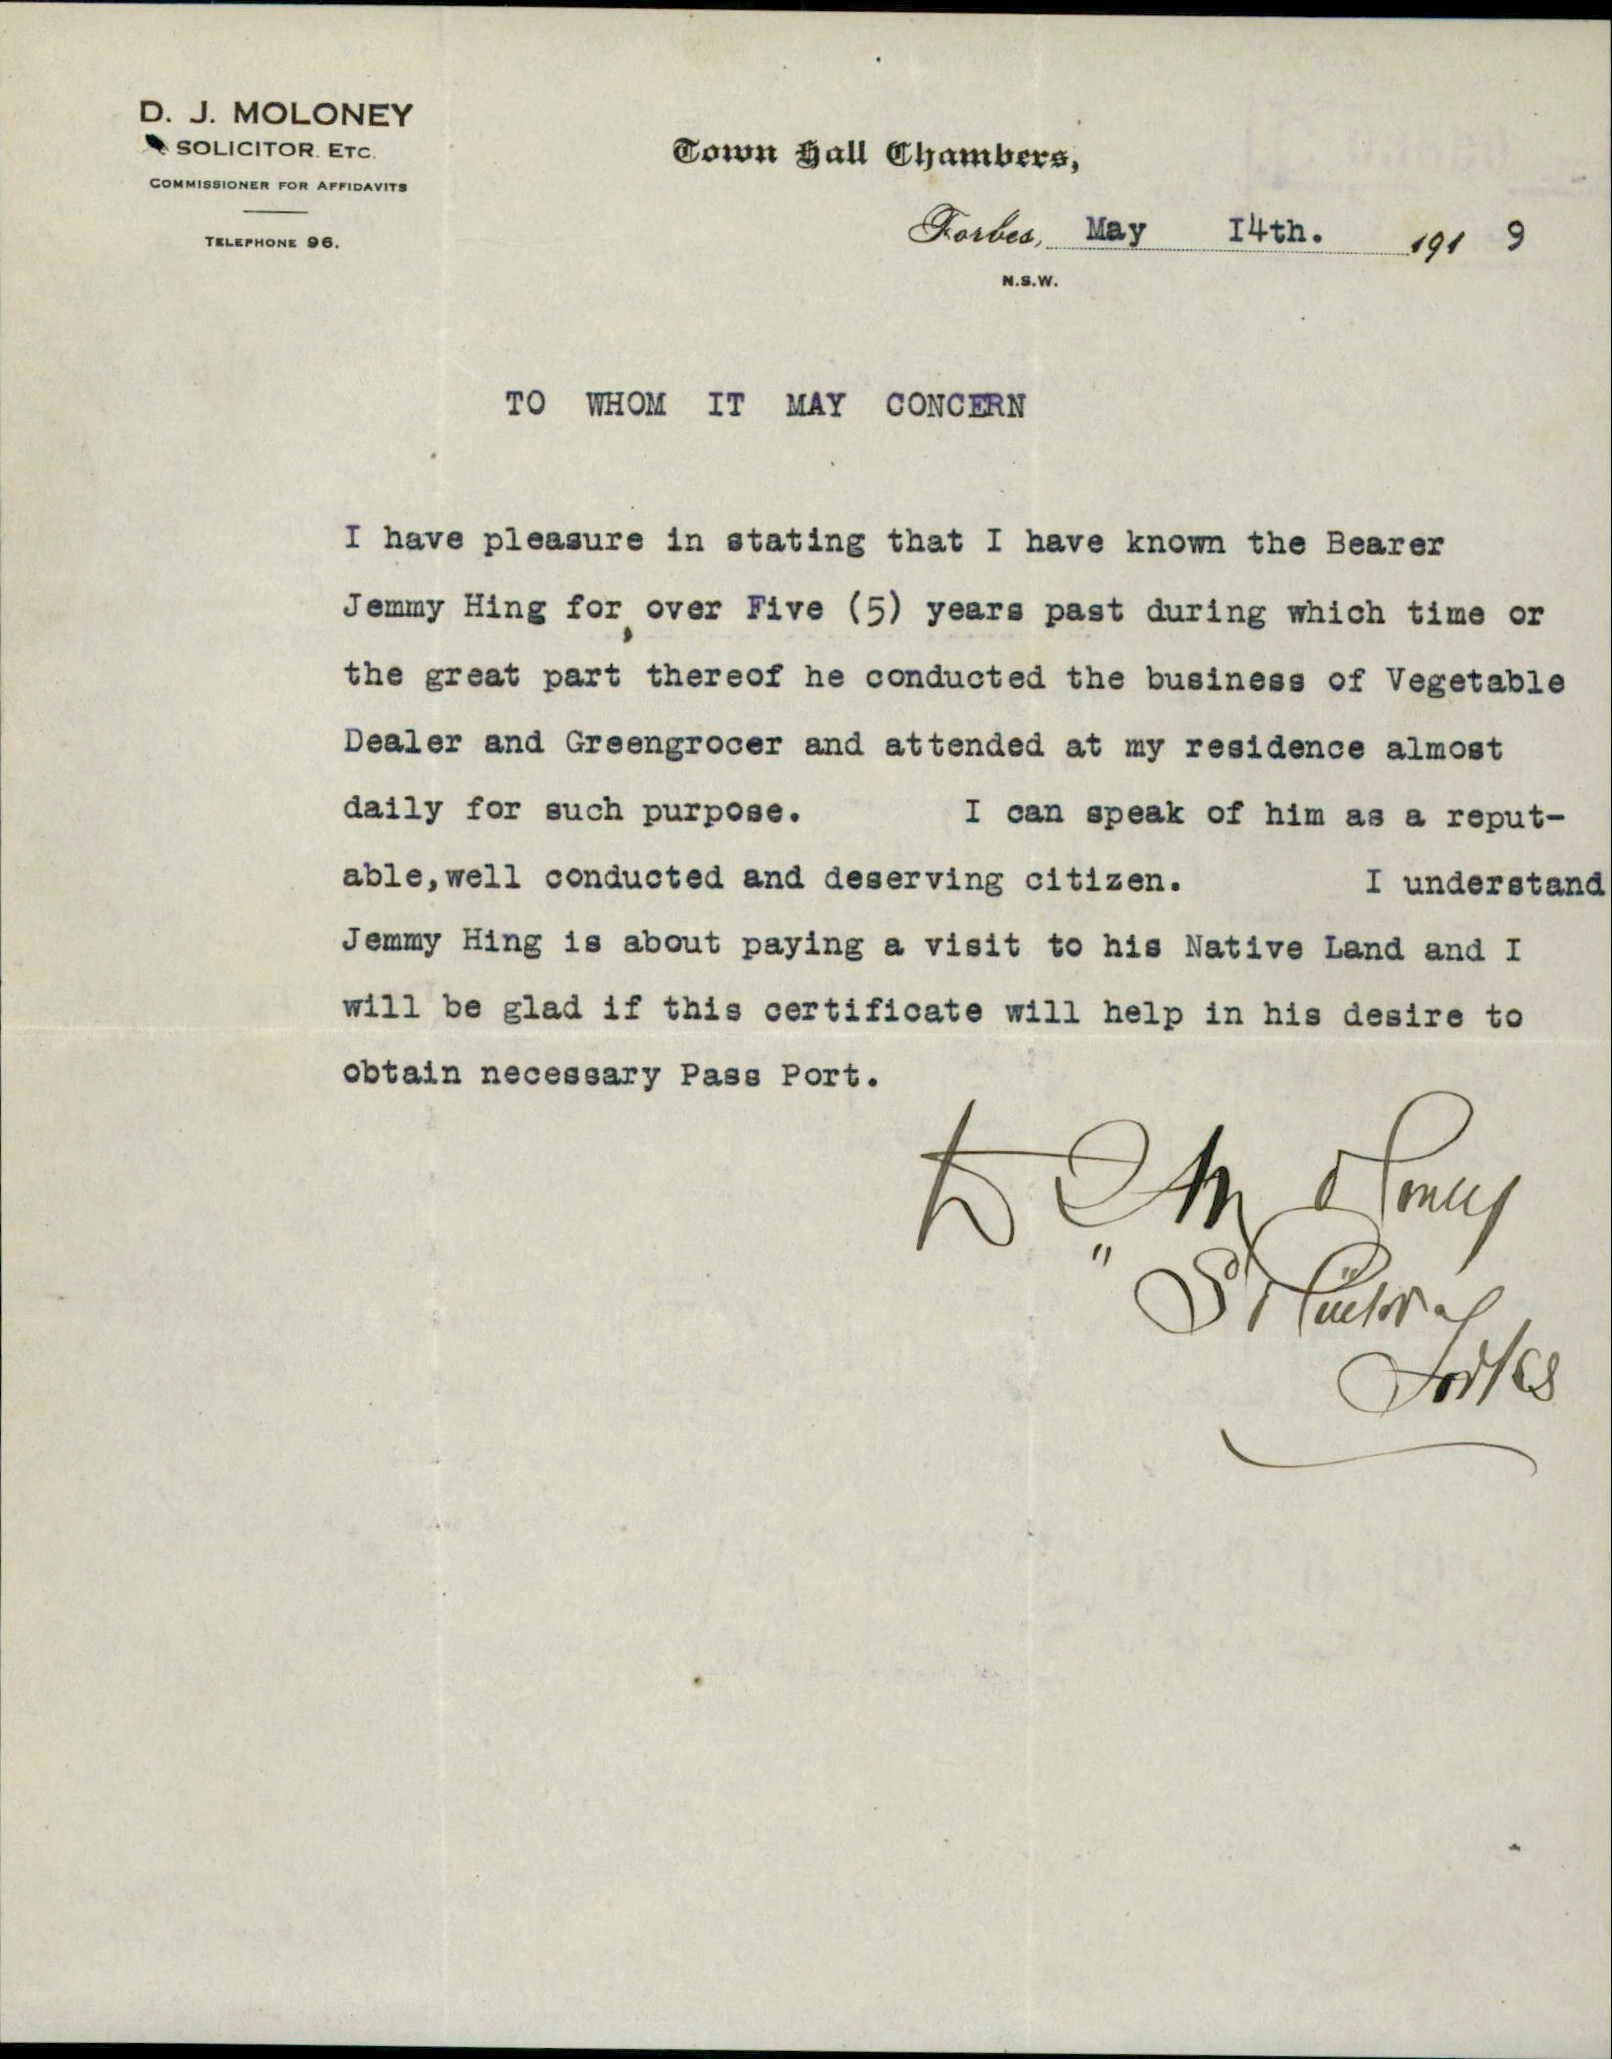 D. J. MOLONEY
SOLICITOR. ETC.
COMMISSIONER FOR AFFIDAVITS
TELEPHONE 96.
Town Hall Chambers,
Forbes, May 14th. 1919
N.S.W.
TO WHOM IT MAY CONCERN
I have pleasure in stating that I have known the Bearer
Jemmy Hing for, over Five (5) years past during which time or
the great part thereof he conducted the business of Vegetable
Dealer and Greengrocer and attended at my residence almost
daily for such purpose. I can speak of him as a reput-
able,well conducted and deserving citizen. I understand
Jemmy Hing is about paying a visit to his Native Land and I
will be glad if this certificate will help in his desire to
obtain necessary Pass Port.
D J Moloney
Solicitor
Forbes